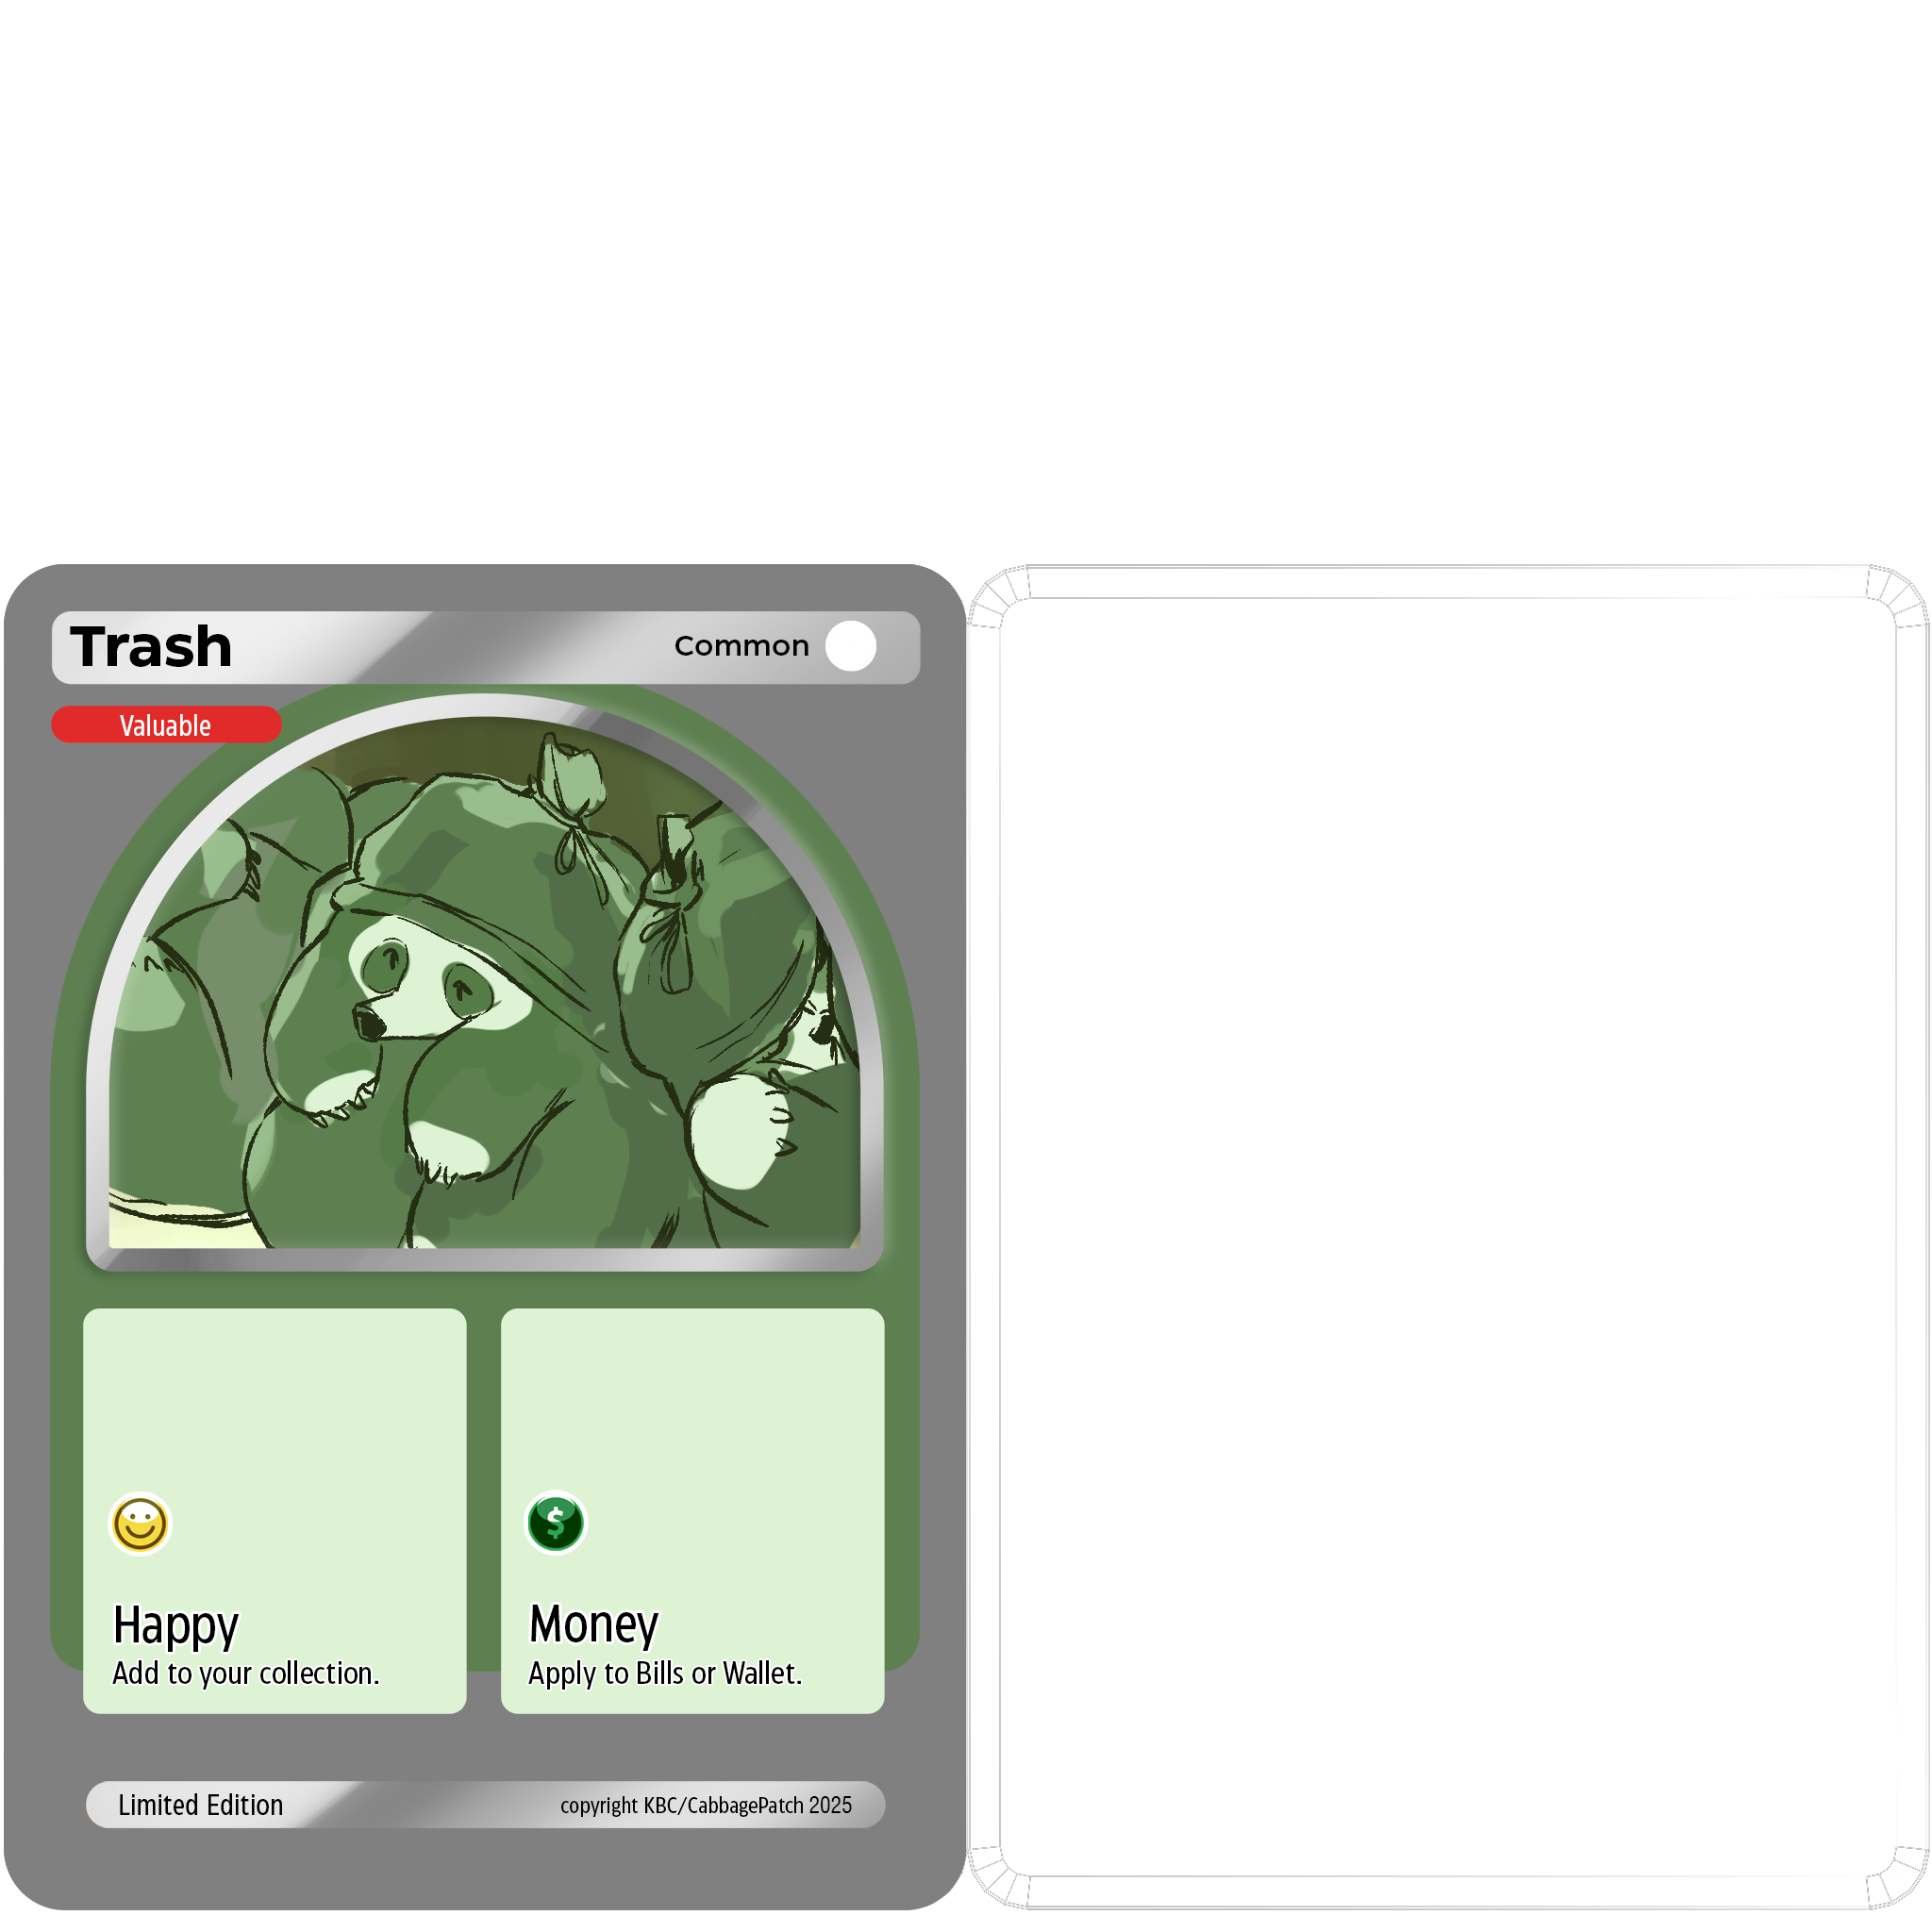 Trash
Common
Valuable
$
Happy
Add to your collection.
Money
Apply to Bills or Wallet.
Limited Edition
copyright KBC/CabbagePatch 2025